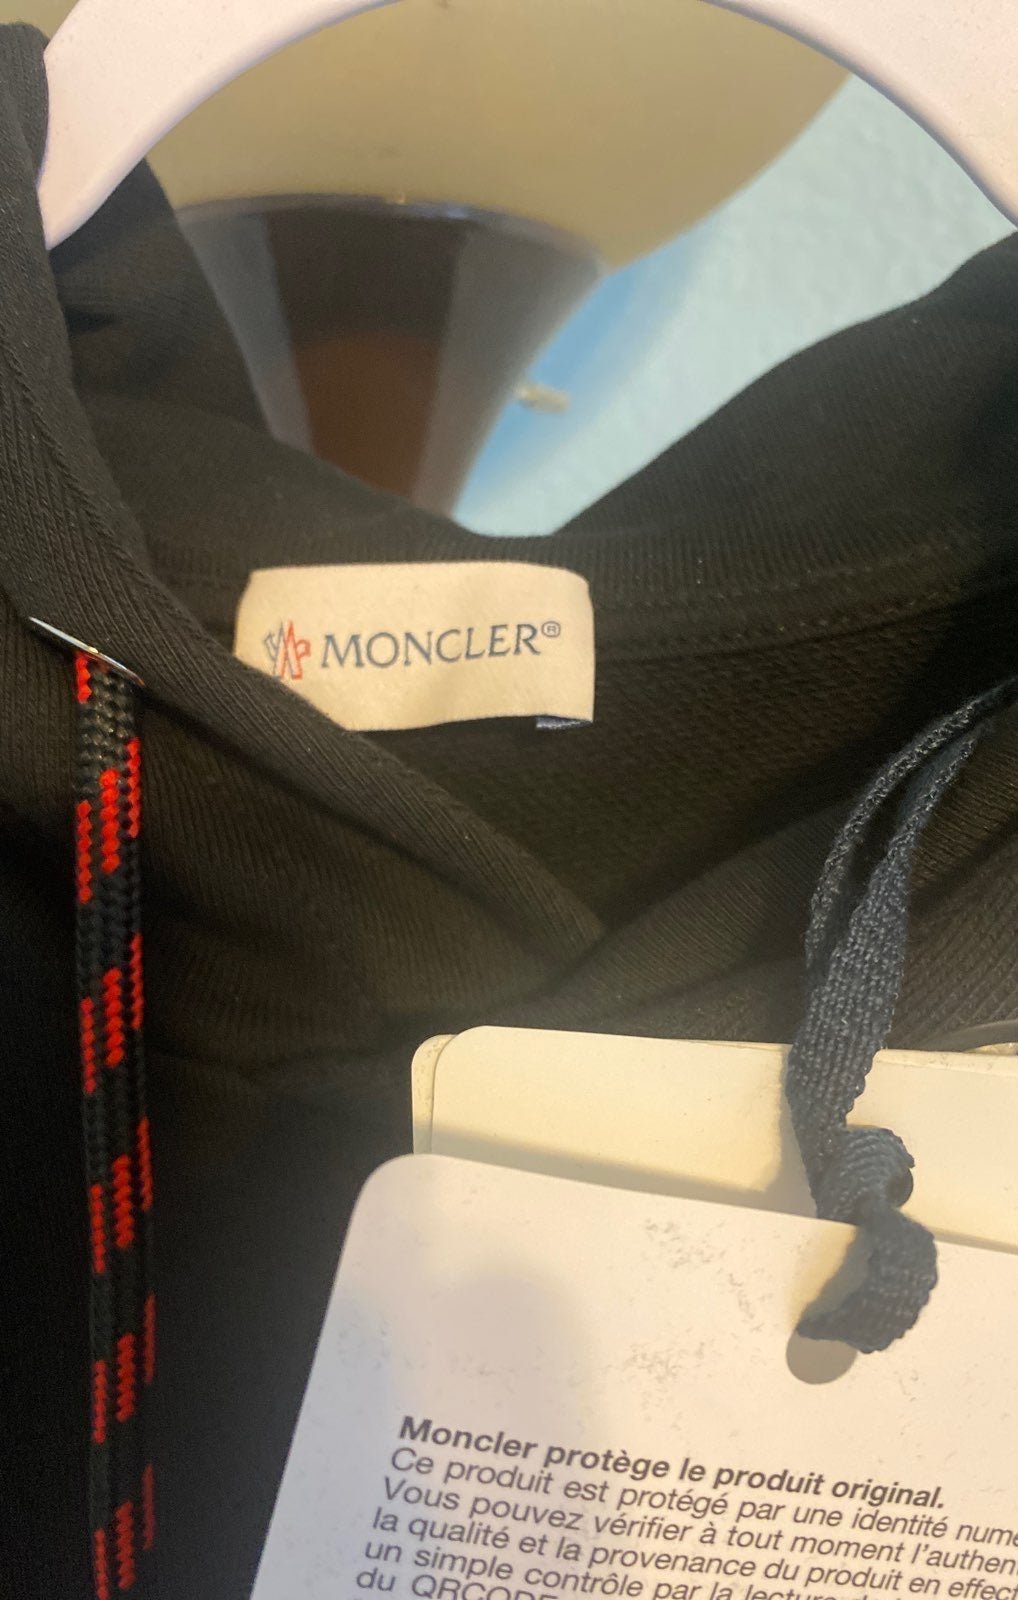 MONCLER®
Moncler protège le produit original.
Ce produit est protégé par une identité
Vous pouvez vérifier à tout moment
la qualité et la provenance du produit en
un simple contrôle par la
du